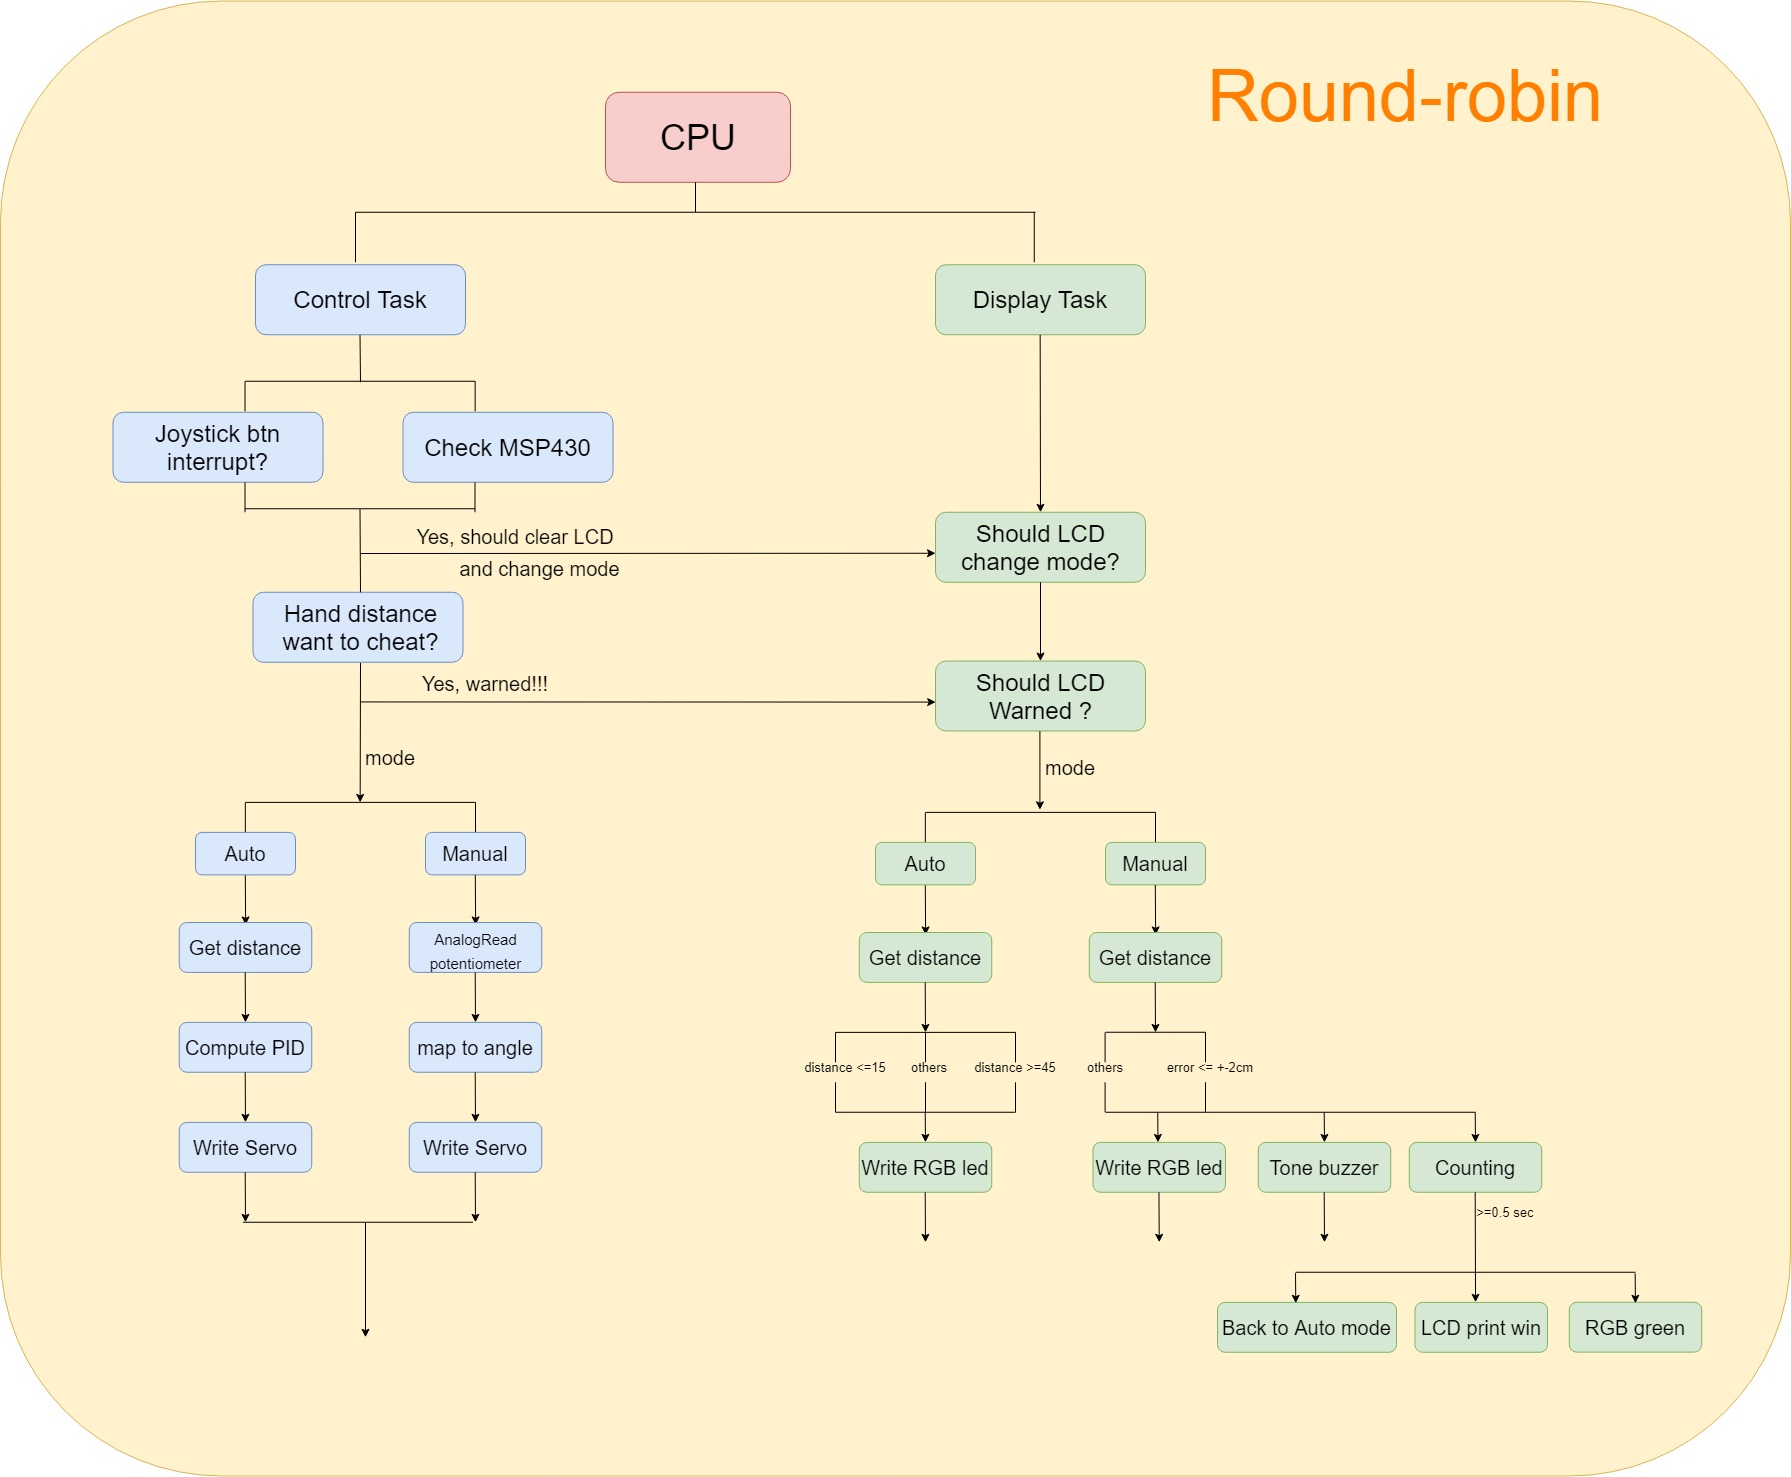 Round-robin
CPU
Control Task
Display Task
Joystick btn
interrupt?
Check MSP430
Yes, should clear LCD
and change mode
Should LCD
change mode?
Hand distance
want to cheat?
Yes, warned!!!
Should LCD
Warned ?
mode
mode
Auto
Manual
Auto
Manual
Get distance
AnalogRead
potentiometer
Get distance
Get distance
Compute PID
map to angle
distance <=15
others
distance >=45
others
error <= +-2cm
Write Servo
Write Servo
Write RGB led
Write RGB led
Tone buzzer
Counting
>=0.5 sec
Back to Auto mode
LCD print win
RGB green